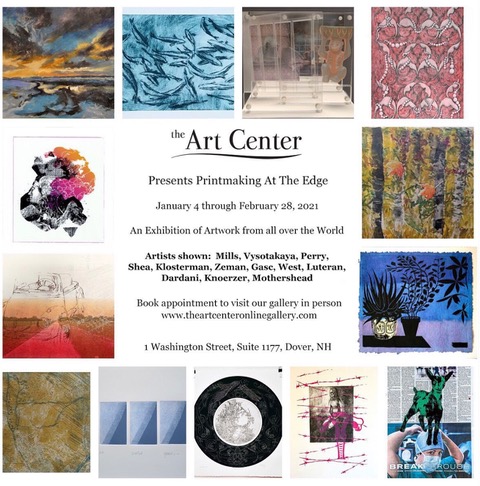 the Art Center
Presents Printmaking At The Edge
January 4 through February 28, 2021
An Exhibition of Artwork from all over the World
Artists shown: Mills, Vysotakaya, Perry,
Shea, Klosterman, Zeman, Gasc, West, Luteran,
Dardani, Knoerzer, Mothershead
Book appointment to visit our gallery in person
www.theartcenteronlinegallery.com
1 Washington Street, Suite 1177, Dover, NH
BREAKTHROUGH